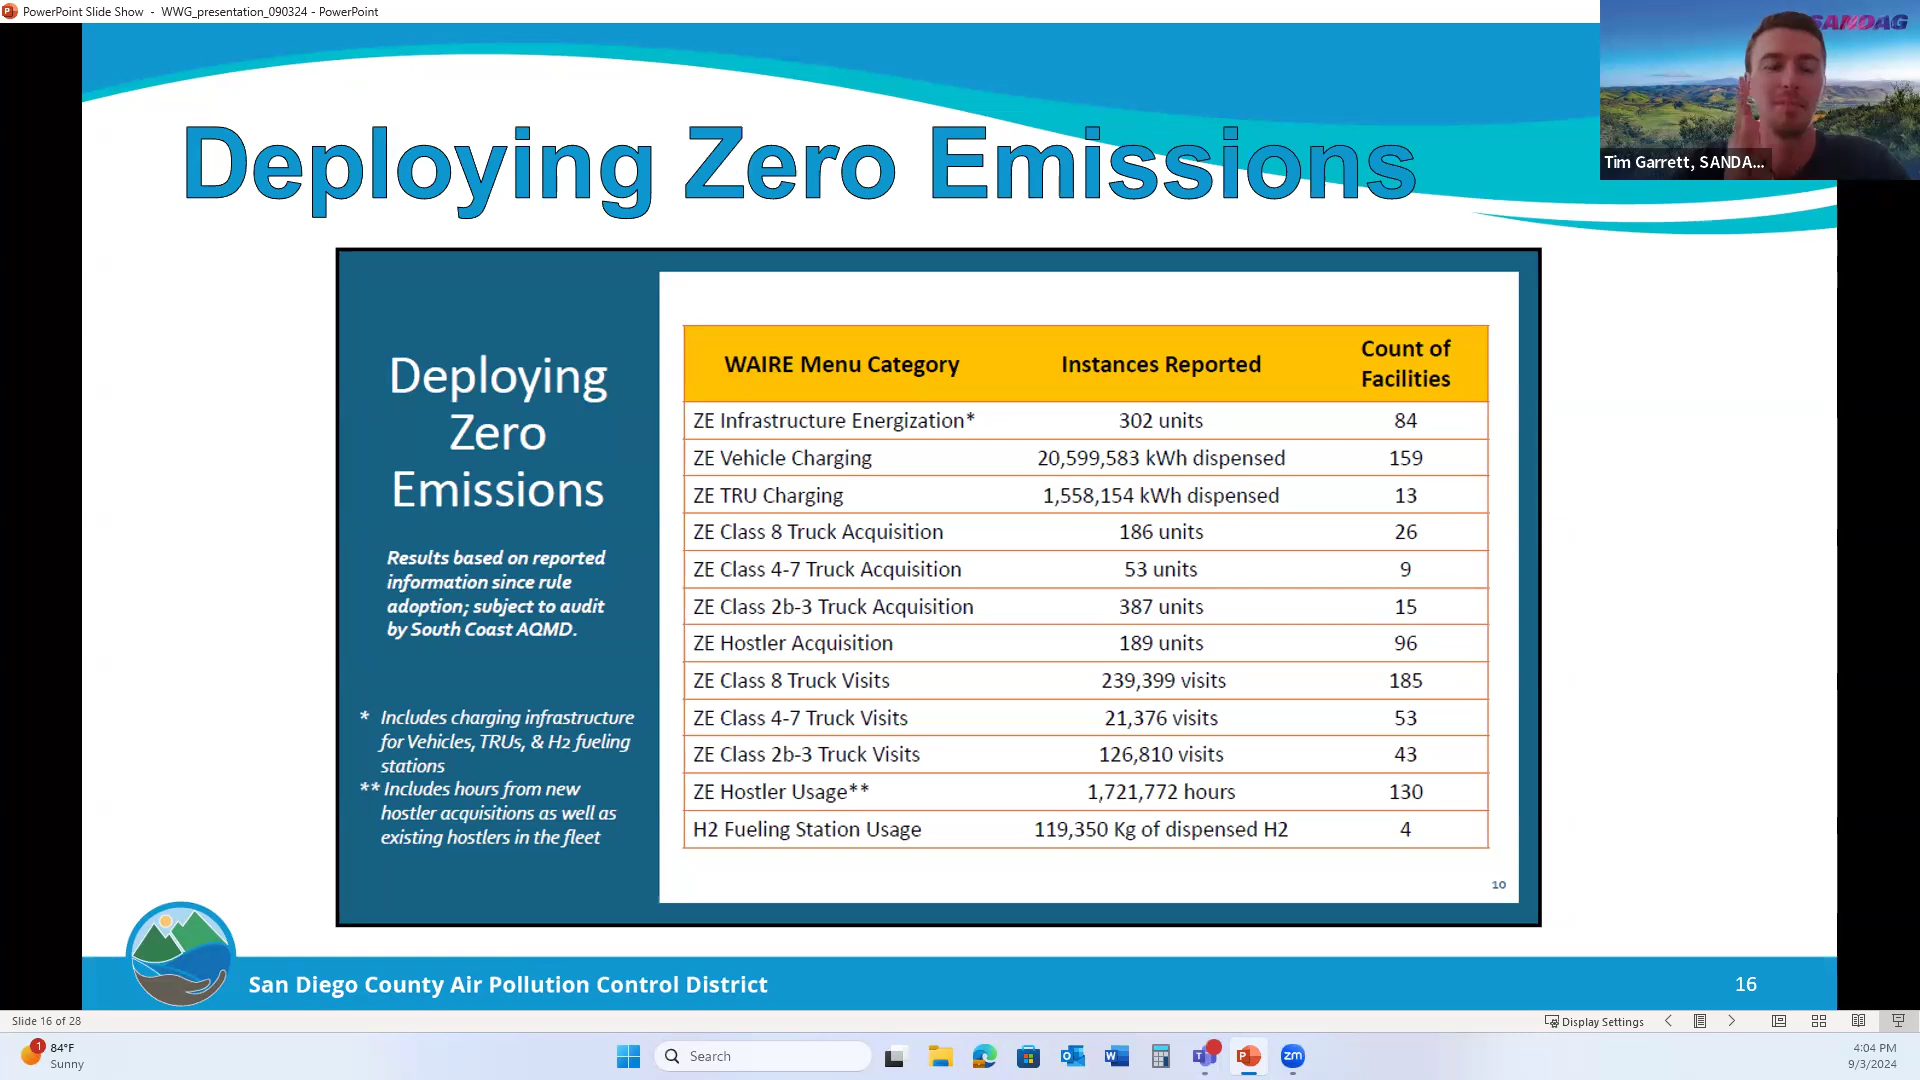 PowerPoint Slide Show - WWG_presentation_090324 - PowerPoint
SANDAG
Tim Garrett, SANDA...
Deploying Zero Emissions
Deploying
Zero
Emissions
Results based on reported
information since rule
adoption; subject to audit
by South Coast AQMD.
* Includes charging infrastructure
for Vehicles, TRUs, & H2 fueling
stations
** Includes hours from new
hostler acquisitions as well as
existing hostlers in the fleet
WAIRE Menu Category Instances Reported Count of Facilities
ZE Infrastructure Energization* 302 units 84
ZE Vehicle Charging 20,599,583 kWh dispensed 159
ZE TRU Charging 1,558,154 kWh dispensed 13
ZE Class 8 Truck Acquisition 186 units 26
ZE Class 4-7 Truck Acquisition 53 units 9
ZE Class 2b-3 Truck Acquisition 387 units 15
ZE Hostler Acquisition 189 units 96
ZE Class 8 Truck Visits 239,399 visits 185
ZE Class 4-7 Truck Visits 21,376 visits 53
ZE Class 2b-3 Truck Visits 126,810 visits 43
ZE Hostler Usage** 1,721,772 hours 130
H2 Fueling Station Usage 119,350 Kg of dispensed H2 4
10
San Diego County Air Pollution Control District
16
Slide 16 of 28
Display Settings
1
84°F
Sunny
Search
zm
4:04 PM
9/3/2024